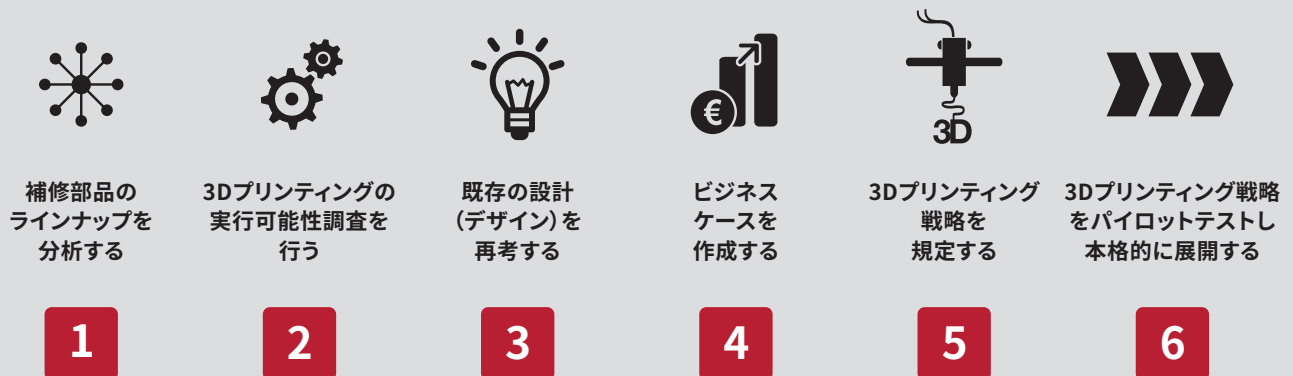 €
3D
補修部品の
ラインナップを
分析する
3Dプリンティングの
実行可能性調査を
行う
既存の設計
（デザイン）を
再考する
ビジネス
ケースを
作成する
3Dプリンティング
戦略を
規定する
3Dプリンティング戦略
をパイロットテストし
本格的に展開する
1
2
3
4
5
6